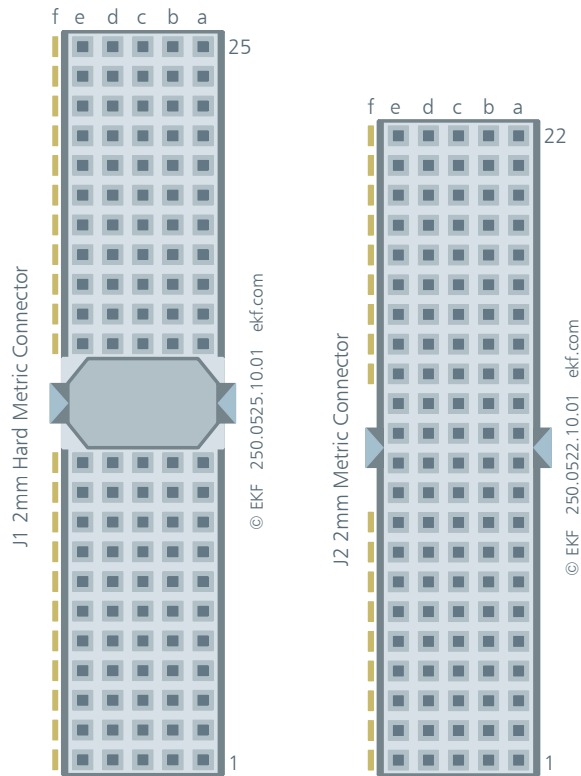 f e d c b a
25
J1 2mm Hard Metric Connector
© EKF 250.0525.10.01 ekf.com
1
f e d c b a
22
J2 2mm Metric Connector
© EKF 250.0522.10.01 ekf.com
1